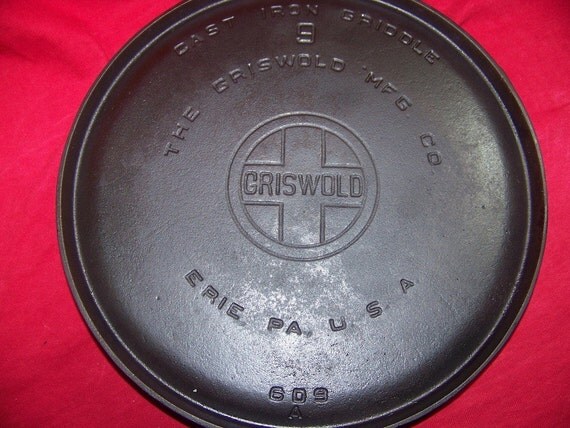 CAST IRON GRIDDLE
9
THE GRISWOLD MFG. CO.
GRISWOLD
ERIE PA. U.S.A.
609
A